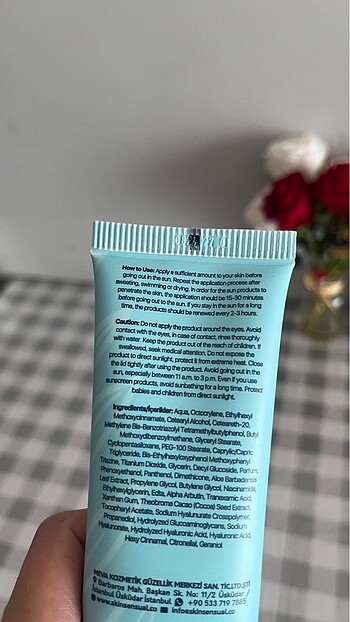 How to Use: Apply a sufficient amount to your skin before
going out in the sun. Repeat the application process after
sweating, swimming or drying. In order for the sun products to
penetrate the skin, the application should be 15-30 minutes
before going out to the sun. if you stay in the sun for a long
time, the products should be renewed every 2-3 hours.
Caution: Do not apply the product around the eyes. Avoid
contact with the eyes, in case of contact, rinse thoroughly
with water. Keep the product out of the reach of children. If
swallowed, seek medical attention. Do not expose the
product to direct sunlight, protect it from extreme heat. Close
the lid tightly after using the product. Avoid going out in the
sun, especially between 11 a.m. to 3 p.m. Even if you use
sunscreen products, avoid sunbathing for a long time. Protect
babies and children from direct sunlight.
Ingredients/İçerikler: Aqua, Octocrylene, Ethylhexyl
Methoxycinnamate, Cetearyl Alcohol, Ceteareth-20,
Methylene Bis-Benzotriazolyl Tetramethylbutylphenol, Butyl
Methoxydibenzoylmethane, Glyceryl Stearate,
Cyclopentasiloxane, PEG-100 Stearate, Caprylic/Capric
Triglyceride, Bis-Ethylhexyloxyphenol Methoxyphenyl
Triazine, Titanium Dioxide, Glycerin, Decyl Glucoside, Parfum,
Phenoxyethanol, Panthenol, Dimethicone, Aloe Barbadensis
Leaf Extract, Propylene Glycol, Butylene Glycol, Niacinamide,
Ethylhexylglycerin, Edta, Alpha Arbutin, Tranexamic Acid,
Xanthan Gum, Theobroma Cacao (Cocoa) Seed Extract,
Tocopheryl Acetate, Sodium Hyaluronate Crosspolymer,
Propanediol, Hydrolyzed Glucoaminoglycans, Sodium
Hyaluronate, Hydrolyzed Hyaluronic Acid, Hyaluronic Acid,
Hexy Cinnamal, Citronellal, Geraniol
MEVA KOZMETİK GÜZELLİK MERKEZİ SAN. TİC.LTD.ŞTİ
Barbaros Mah. Başkan Sk. No: 11/2 Üsküdar /
İstanbul Üsküdar İstanbul +90 533 719 7885
www.skinsensual.co info@skinsensual.co